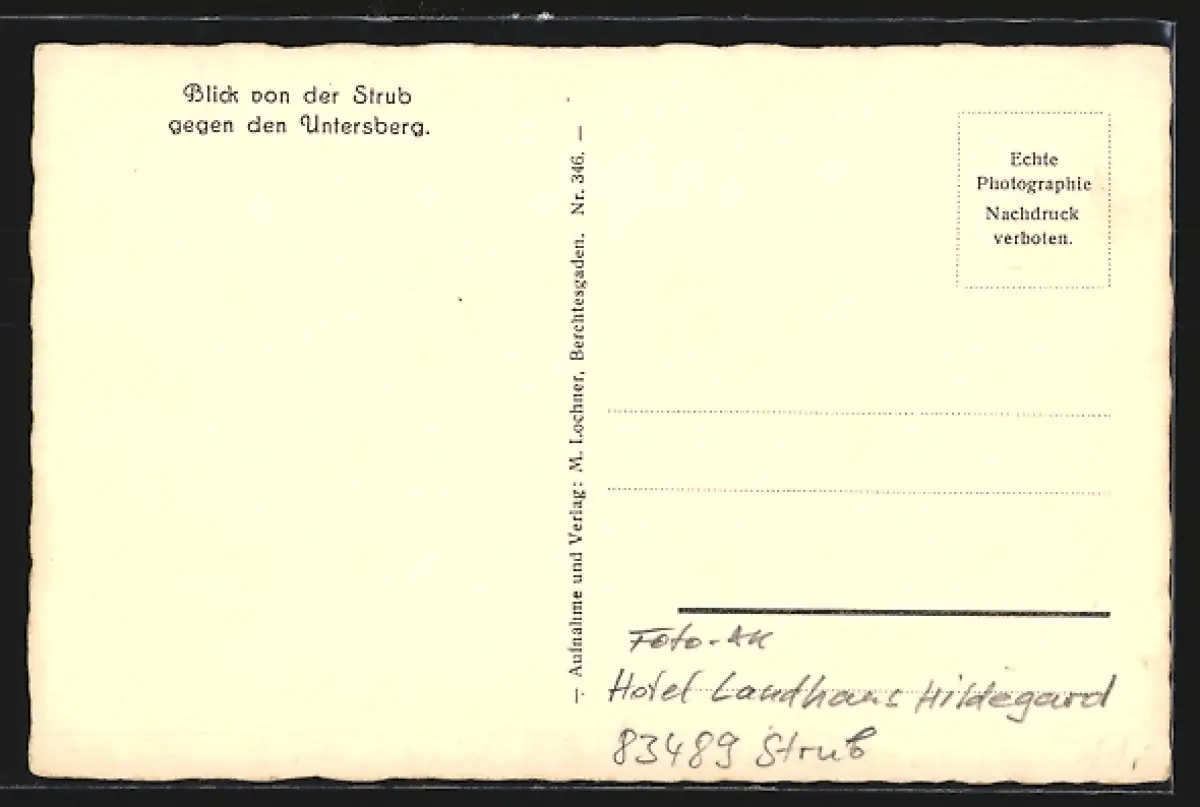 Blick von der Strub
gegen den Untersberg.
— Aufnahme und Verlag: M. Lochner, Berchtesgaden. Nr. 346. —
Echte
Photographie
Nachdruck
verboten.
Foto-AK
Hotel Landhaus Hildegard
83489 Strub